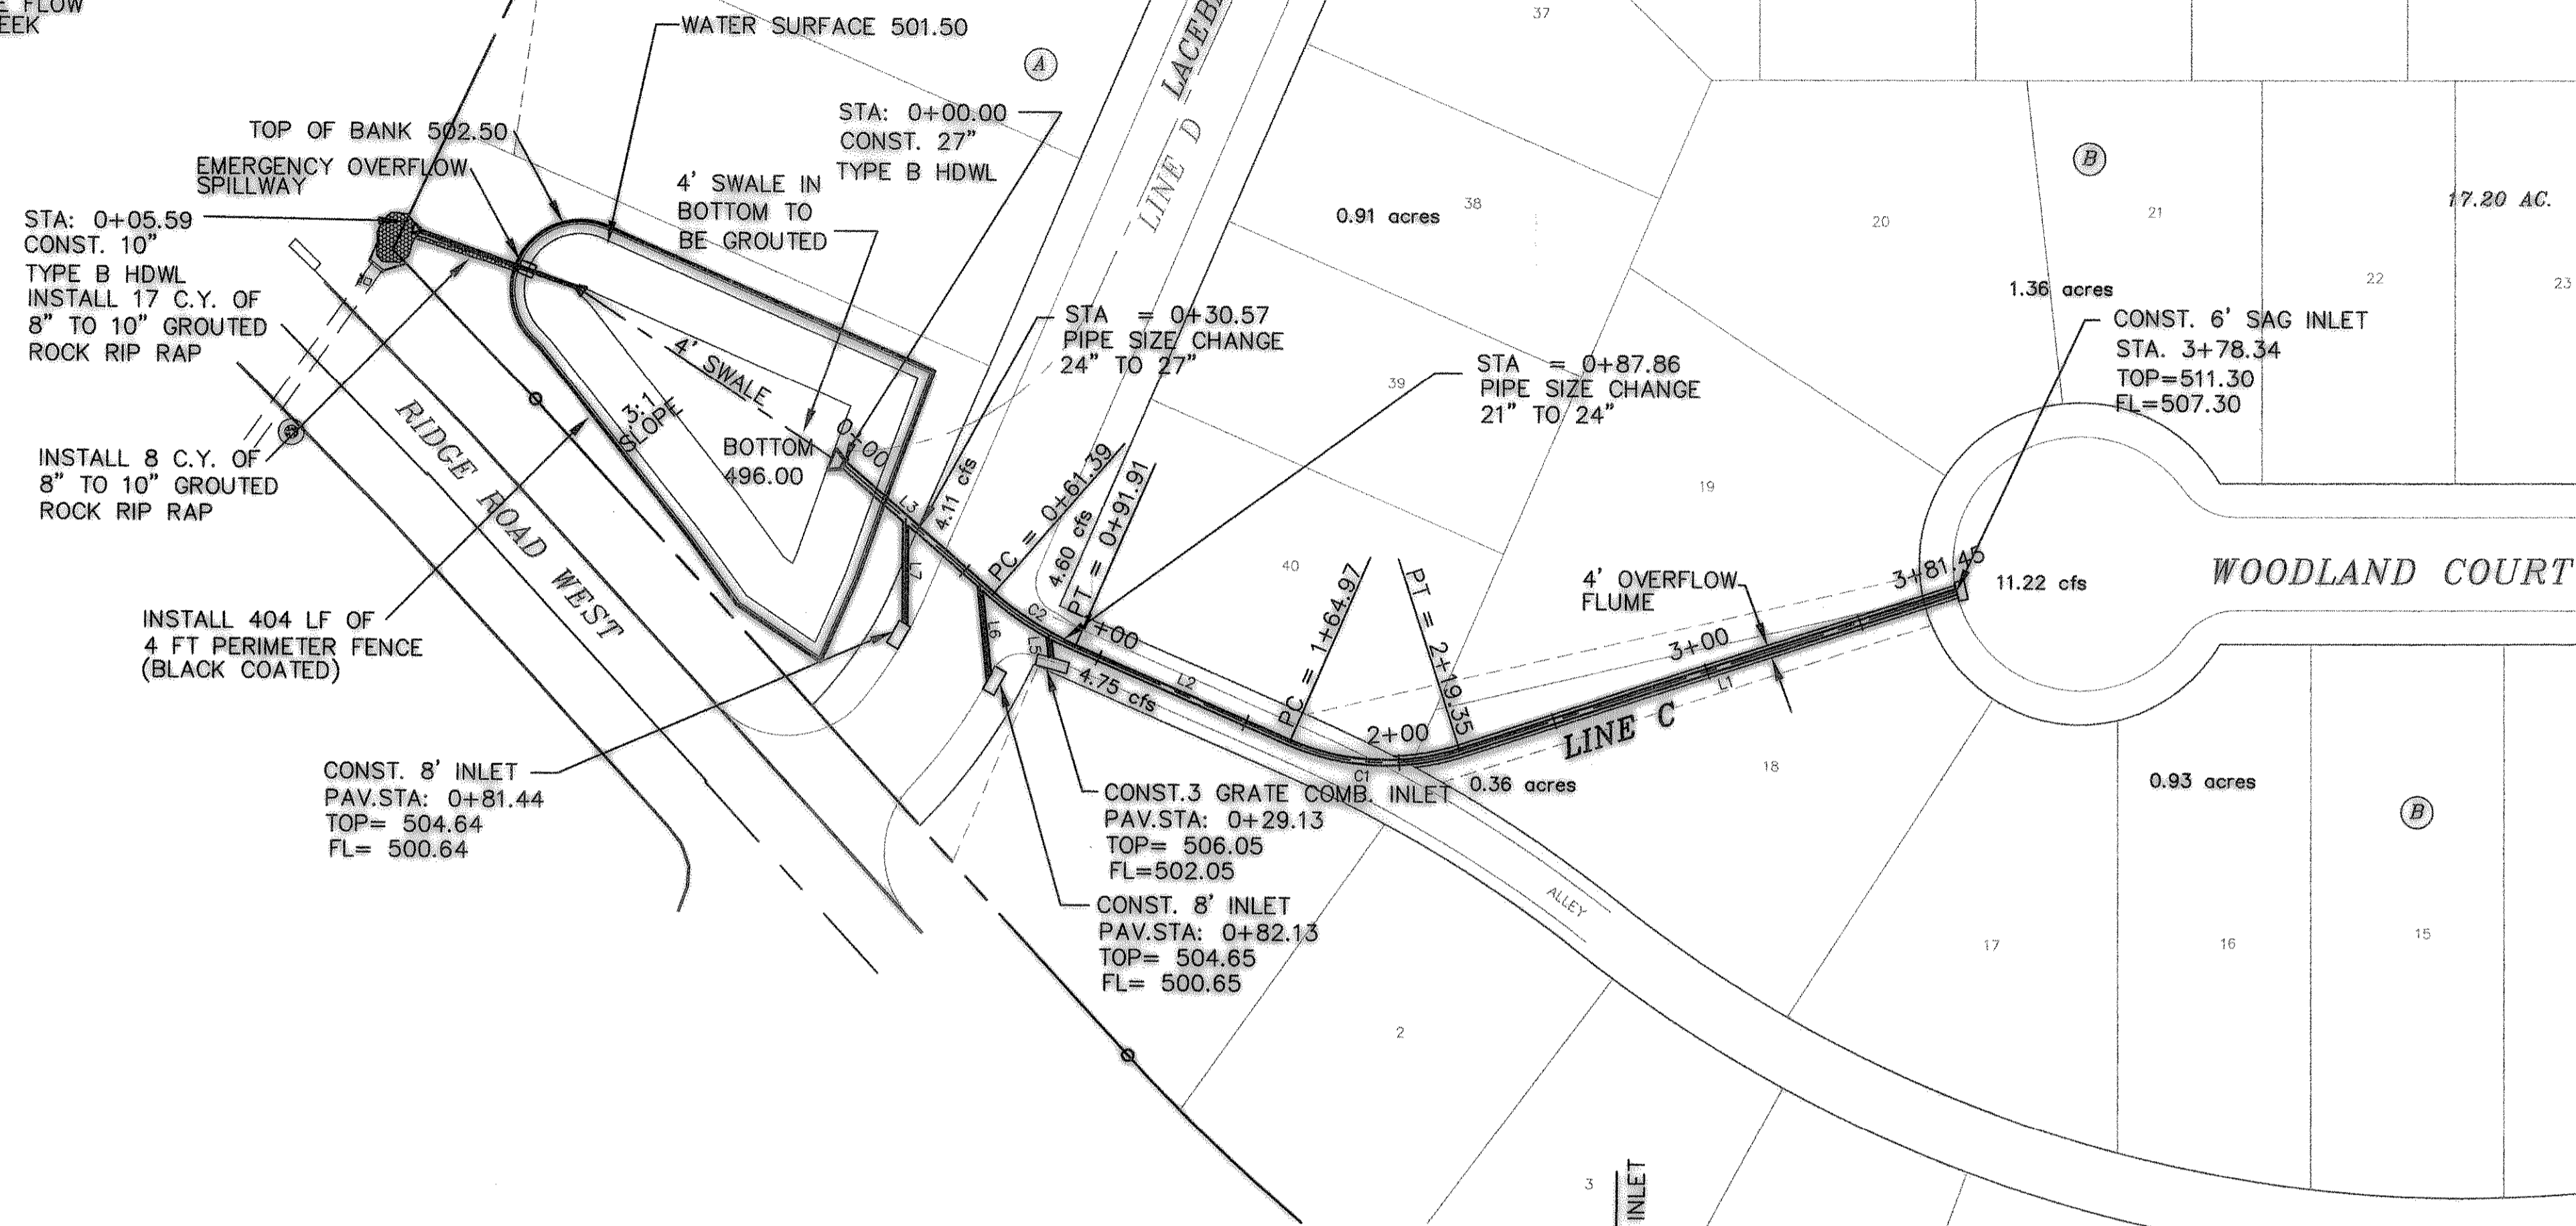 E FLOW
EEK
WATER SURFACE 501.50
A
37
STA: 0+00.00
CONST. 27"
TYPE B HDWL
TOP OF BANK 502.50
EMERGENCY OVERFLOW
SPILLWAY
4' SWALE IN
BOTTOM TO
BE GROUTED
STA: 0+05.59
CONST. 10"
TYPE B HDWL
INSTALL 17 C.Y. OF
8" TO 10" GROUTED
ROCK RIP RAP
LINE D
0.91 acres
38
B
20
21
17.20 AC.
22
23
1.36 acres
CONST. 6' SAG INLET
STA. 3+78.34
TOP=511.30
FL=507.30
STA = 0+30.57
PIPE SIZE CHANGE
24" TO 27"
STA = 0+87.86
PIPE SIZE CHANGE
21" TO 24"
39
4' SWALE
3:1
SLOPE
BOTTOM
496.00
0+00
RIDGE ROAD WEST
INSTALL 8 C.Y. OF
8" TO 10" GROUTED
ROCK RIP RAP
L3
4.11 cfs
PC = 0+61.39
4.60 cfs
PT = 0+91.91
19
40
L7
L6
C2
L5
+00
L2
4.75 cfs
PC = 1+64.97
PT = 2+19.35
4' OVERFLOW
FLUME
3+81.45
11.22 cfs
WOODLAND COURT
3+00
L1
LINE C
2+00
C1
0.36 acres
18
0.93 acres
B
INSTALL 404 LF OF
4 FT PERIMETER FENCE
(BLACK COATED)
CONST. 8' INLET
PAV.STA: 0+81.44
TOP= 504.64
FL= 500.64
CONST.3 GRATE COMB. INLET
PAV.STA: 0+29.13
TOP= 506.05
FL=502.05
CONST. 8' INLET
PAV.STA: 0+82.13
TOP= 504.65
FL= 500.65
ALLEY
17
16
15
2
3
INLET